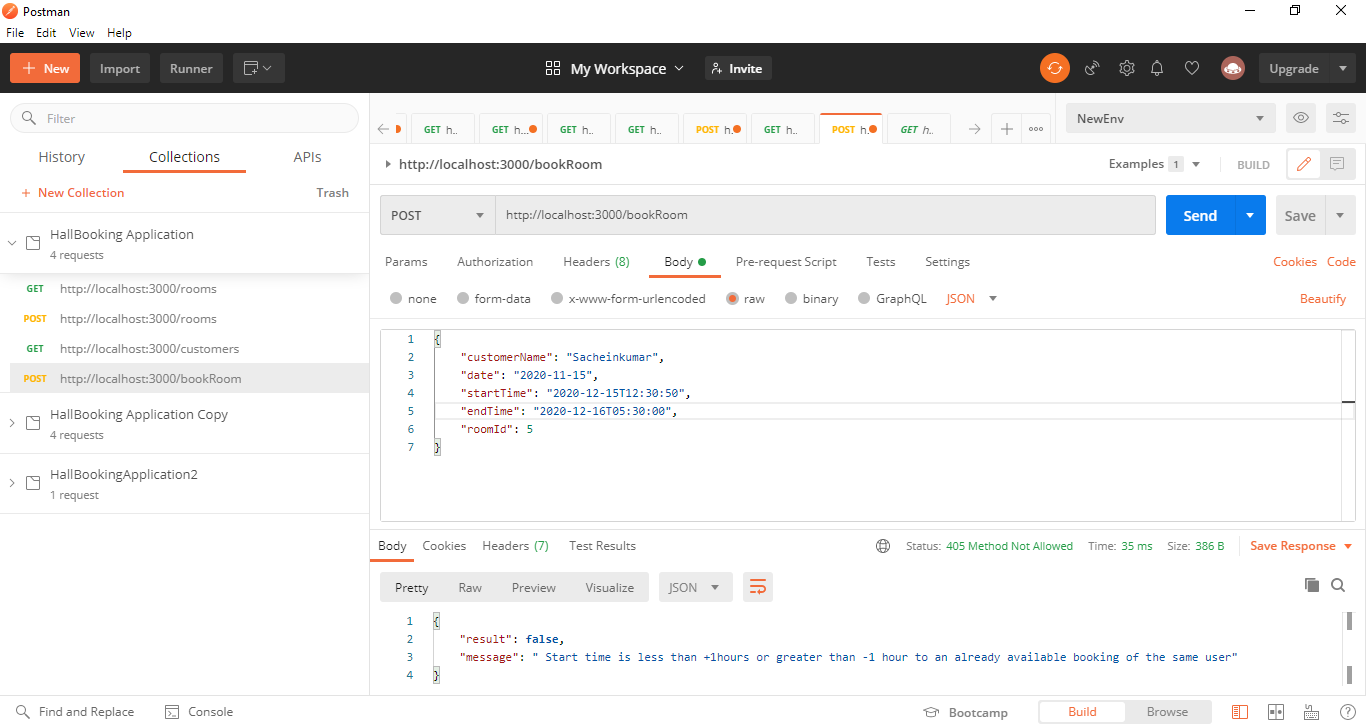 Postman
File Edit View Help
New Import Runner My Workspace Invite Upgrade
Filter
History Collections APIs
New Collection Trash
HallBooking Application
4 requests
GET http://localhost:3000/rooms
POST http://localhost:3000/rooms
GET http://localhost:3000/customers
POST http://localhost:3000/bookRoom
HallBooking Application Copy
4 requests
HallBookingApplication2
1 request
GET h.. GET h... GET h.. GET h.. POST h. GET h.. POST h. GET h.. NewEnv
http://localhost:3000/bookRoom Examples 1 BUILD
POST http://localhost:3000/bookRoom Send Save
Params Authorization Headers (8) Body Pre-request Script Tests Settings Cookies Code
none form-data x-www-form-urlencoded raw binary GraphQL JSON Beautify
1 {
2 "customerName": "Sacheinkumar",
3 "date": "2020-11-15",
4 "startTime": "2020-12-15T12:30:50",
5 "endTime": "2020-12-16T05:30:00",
6 "roomId": 5
7 }
Body Cookies Headers (7) Test Results Status: 405 Method Not Allowed Time: 35 ms Size: 386 B Save Response
Pretty Raw Preview Visualize JSON
1 {
2 "result": false,
3 "message": " Start time is less than +1hours or greater than -1 hour to an already available booking of the same user"
4 }
Find and Replace Console Bootcamp Build Browse